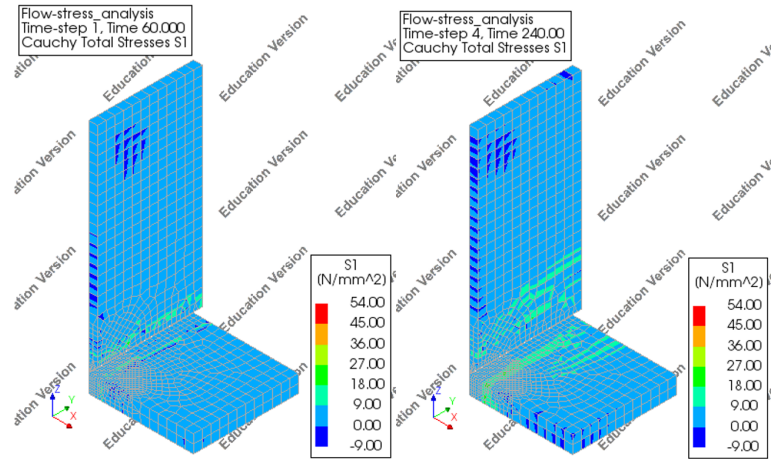 Flow-stress_analysis
Time-step 1, Time 60.000
Cauchy Total Stresses S1
Flow-stress_analysis
Time-step 4, Time 240.00
Cauchy Total Stresses S1
Education Version
Education Version
Education Version
Education Version
Education Version
Education Version
S1
(N/mm^2)
54.00
45.00
36.00
27.00
18.00
9.00
0.00
-9.00
S1
(N/mm^2)
54.00
45.00
36.00
27.00
18.00
9.00
0.00
-9.00
Z
Y
X
Z
Y
X